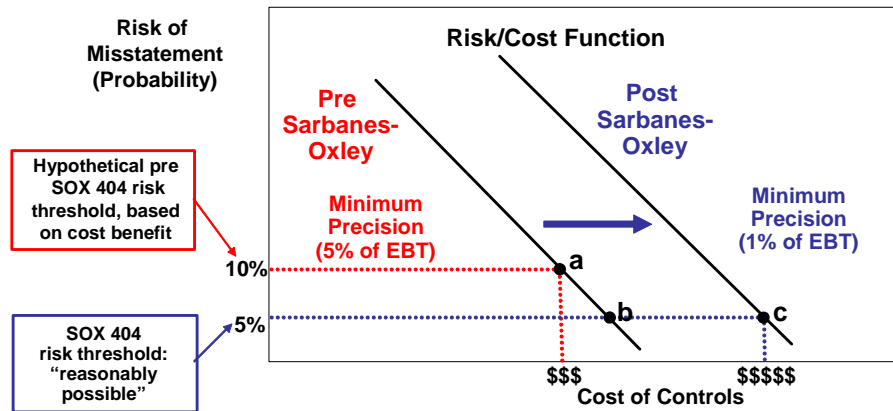 Risk of
Misstatement
(Probability)
Risk/Cost Function
Pre
Sarbanes-
Oxley
Post
Sarbanes-
Oxley
Hypothetical pre
SOX 404 risk
threshold, based
on cost benefit
Minimum
Precision
(5% of EBT)
Minimum
Precision
(1% of EBT)
10%
a
SOX 404
risk threshold:
“reasonably
possible”
5%
b
c
$$$
$$$$$
Cost of Controls